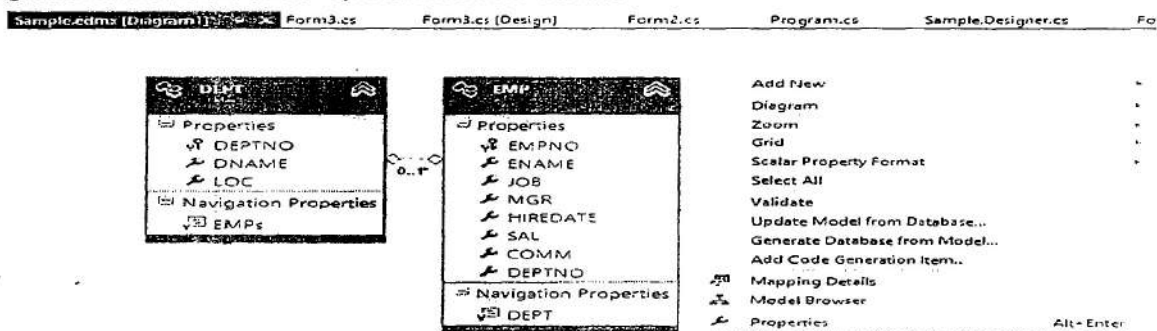 Sample.edmx [Diagram1] Form3.cs Form3.cs [Design] Form2.cs Program.cs Sample.Designer.cs Fo
DEPT
Properties
DEPTNO
DNAME
LOC
Navigation Properties
EMPs
0..1
EMP
Properties
EMPNO
ENAME
JOB
MGR
HIREDATE
SAL
COMM
DEPTNO
Navigation Properties
DEPT
Add New
Diagram
Zoom
Grid
Scalar Property Format
Select All
Validate
Update Model from Database...
Generate Database from Model...
Add Code Generation Item..
Mapping Details
Model Browser
Properties Alt+Enter